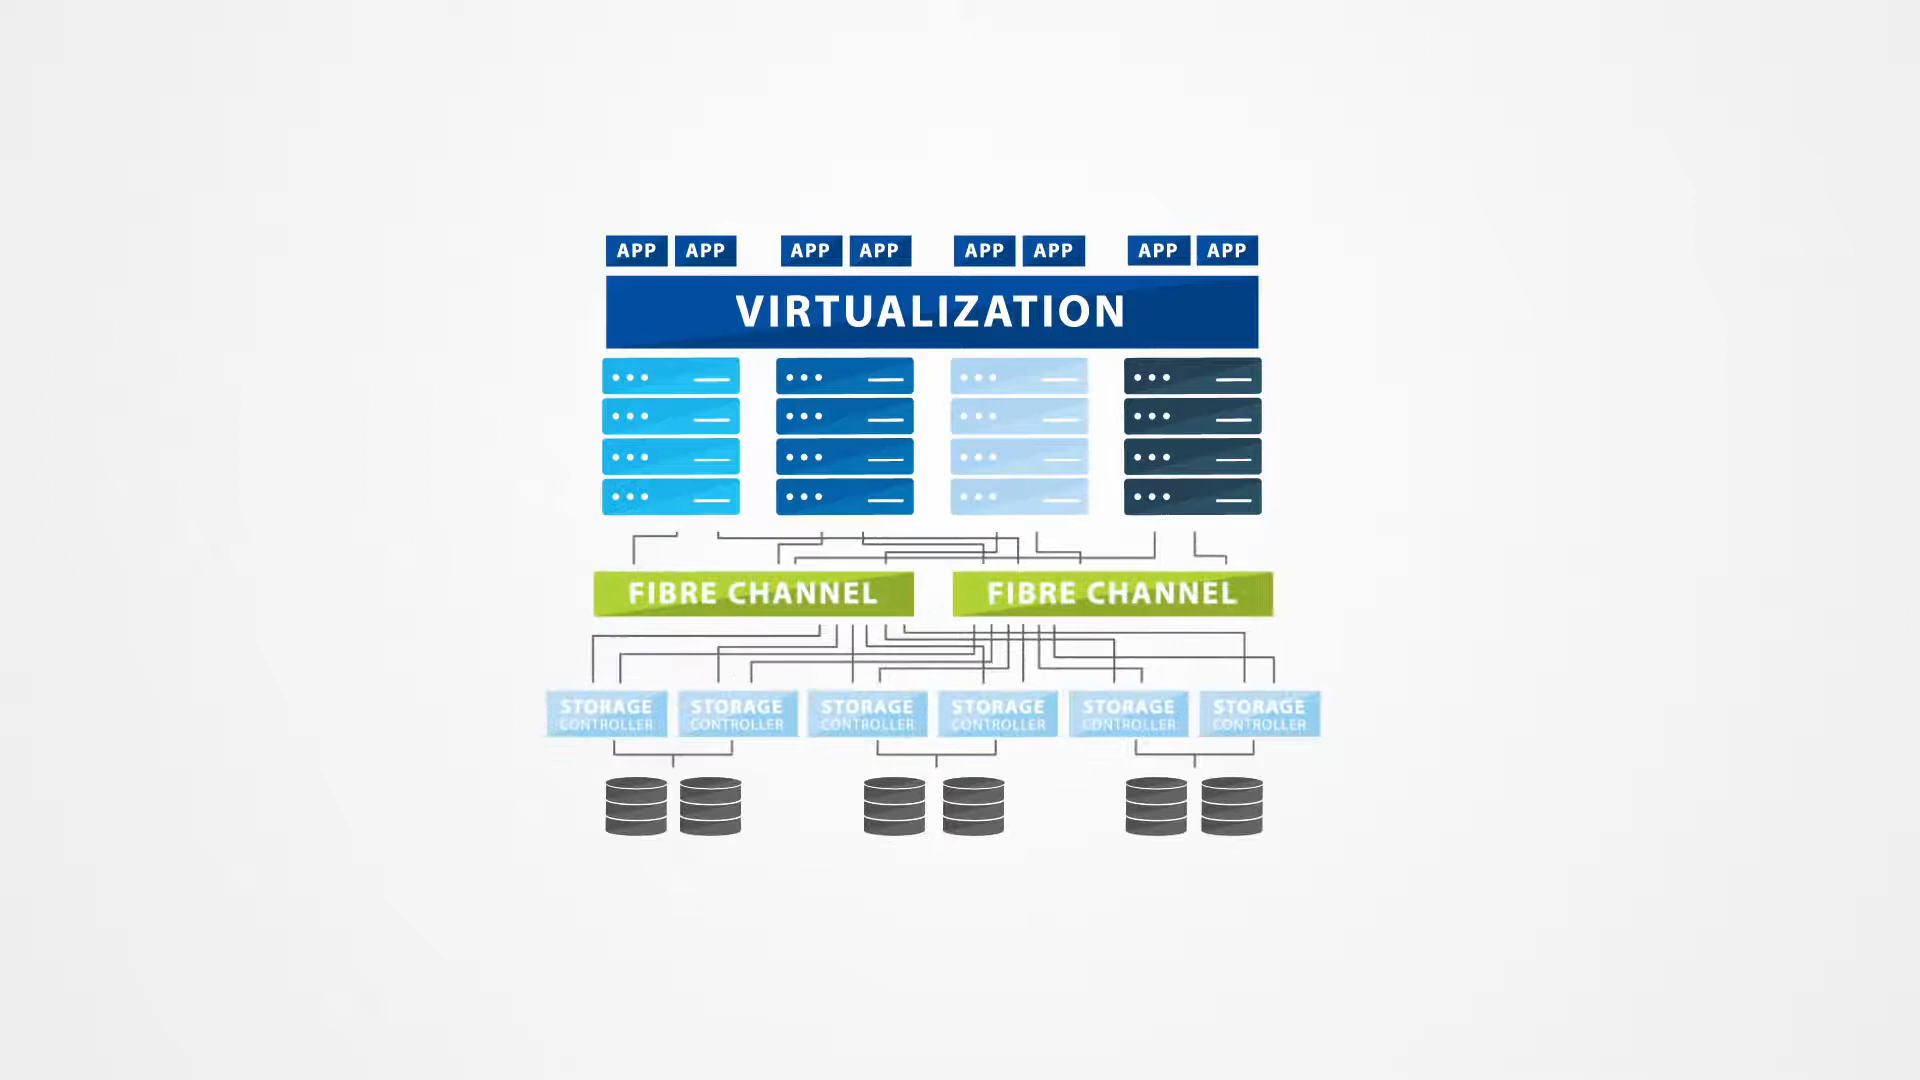 APP APP APP APP APP APP APP APP
VIRTUALIZATION
FIBRE CHANNEL FIBRE CHANNEL
STORAGE STORAGE STORAGE STORAGE STORAGE STORAGE
CONTROLLER CONTROLLER CONTROLLER CONTROLLER CONTROLLER CONTROLLER